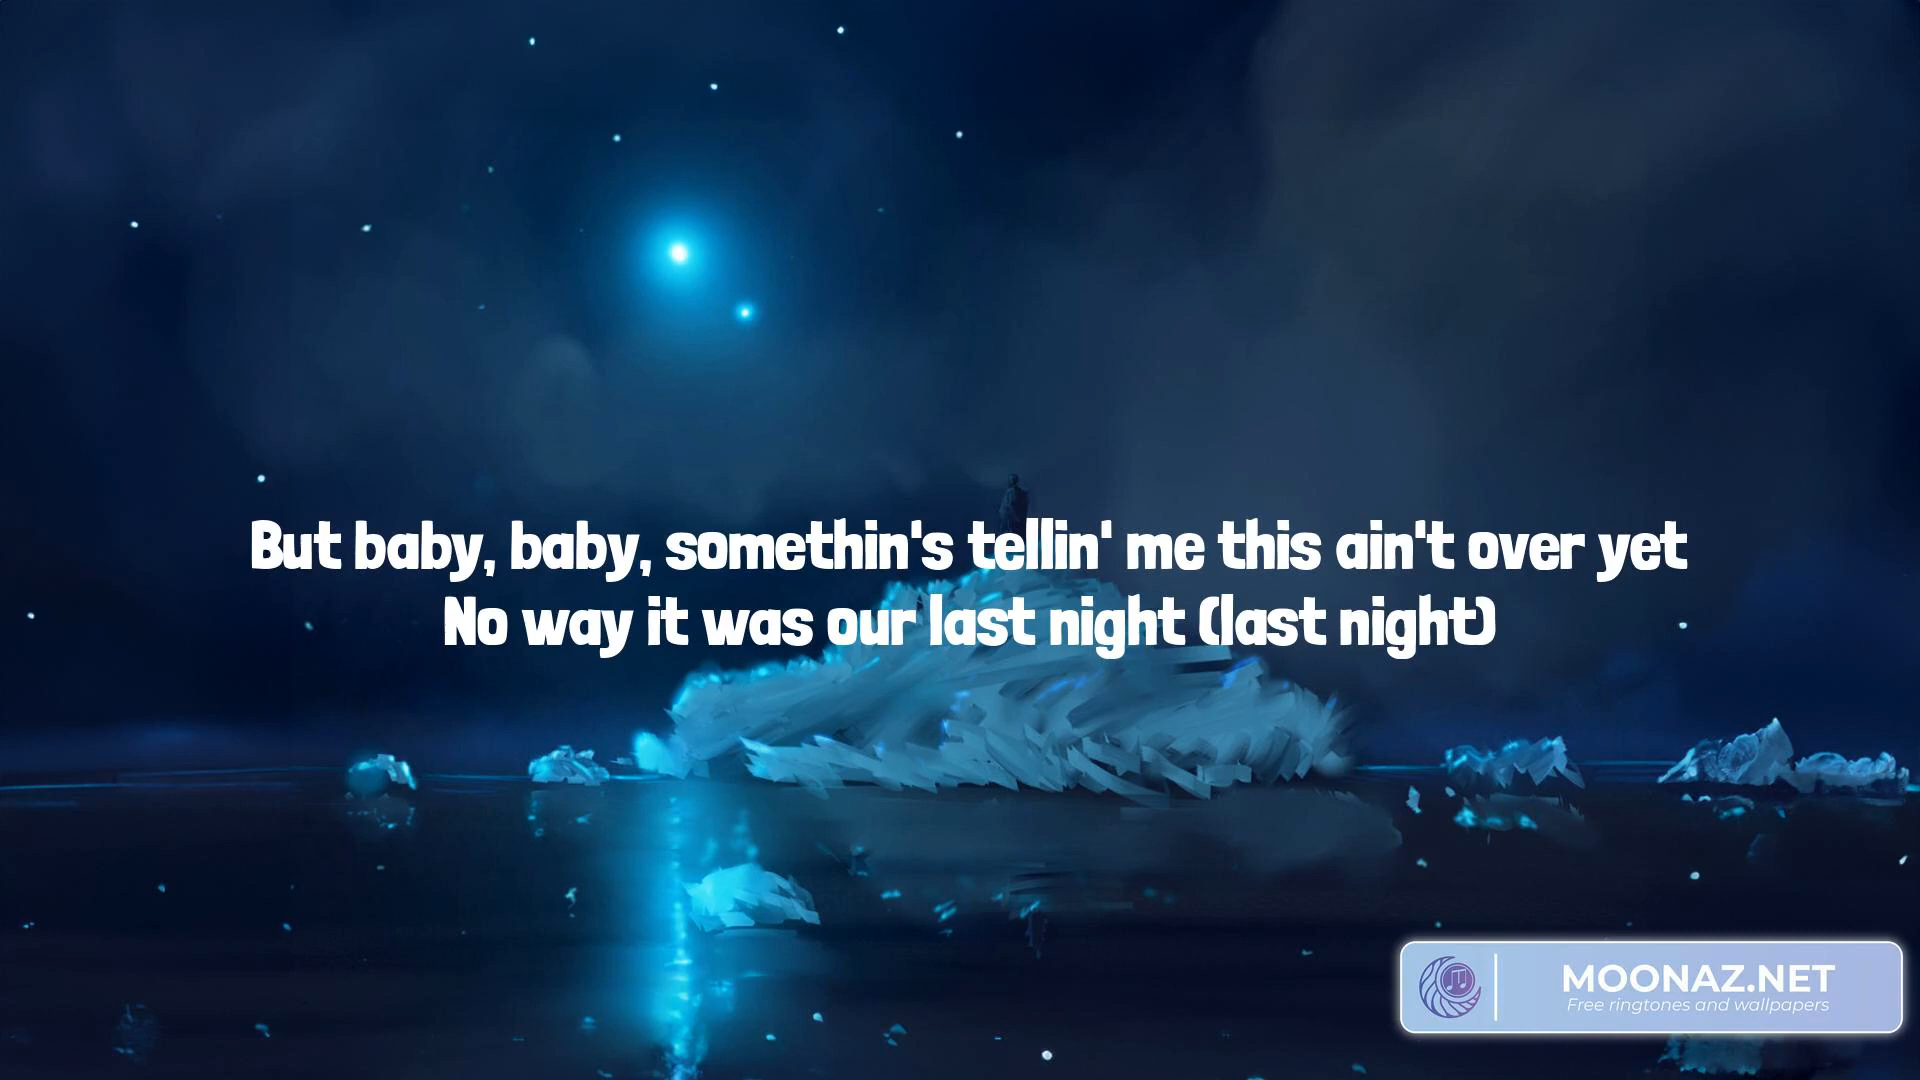 But baby, baby, somethin's tellin' me this ain't over yet
No way it was our last night (last night)
MOONAZ.NET
Free ringtones and wallpapers